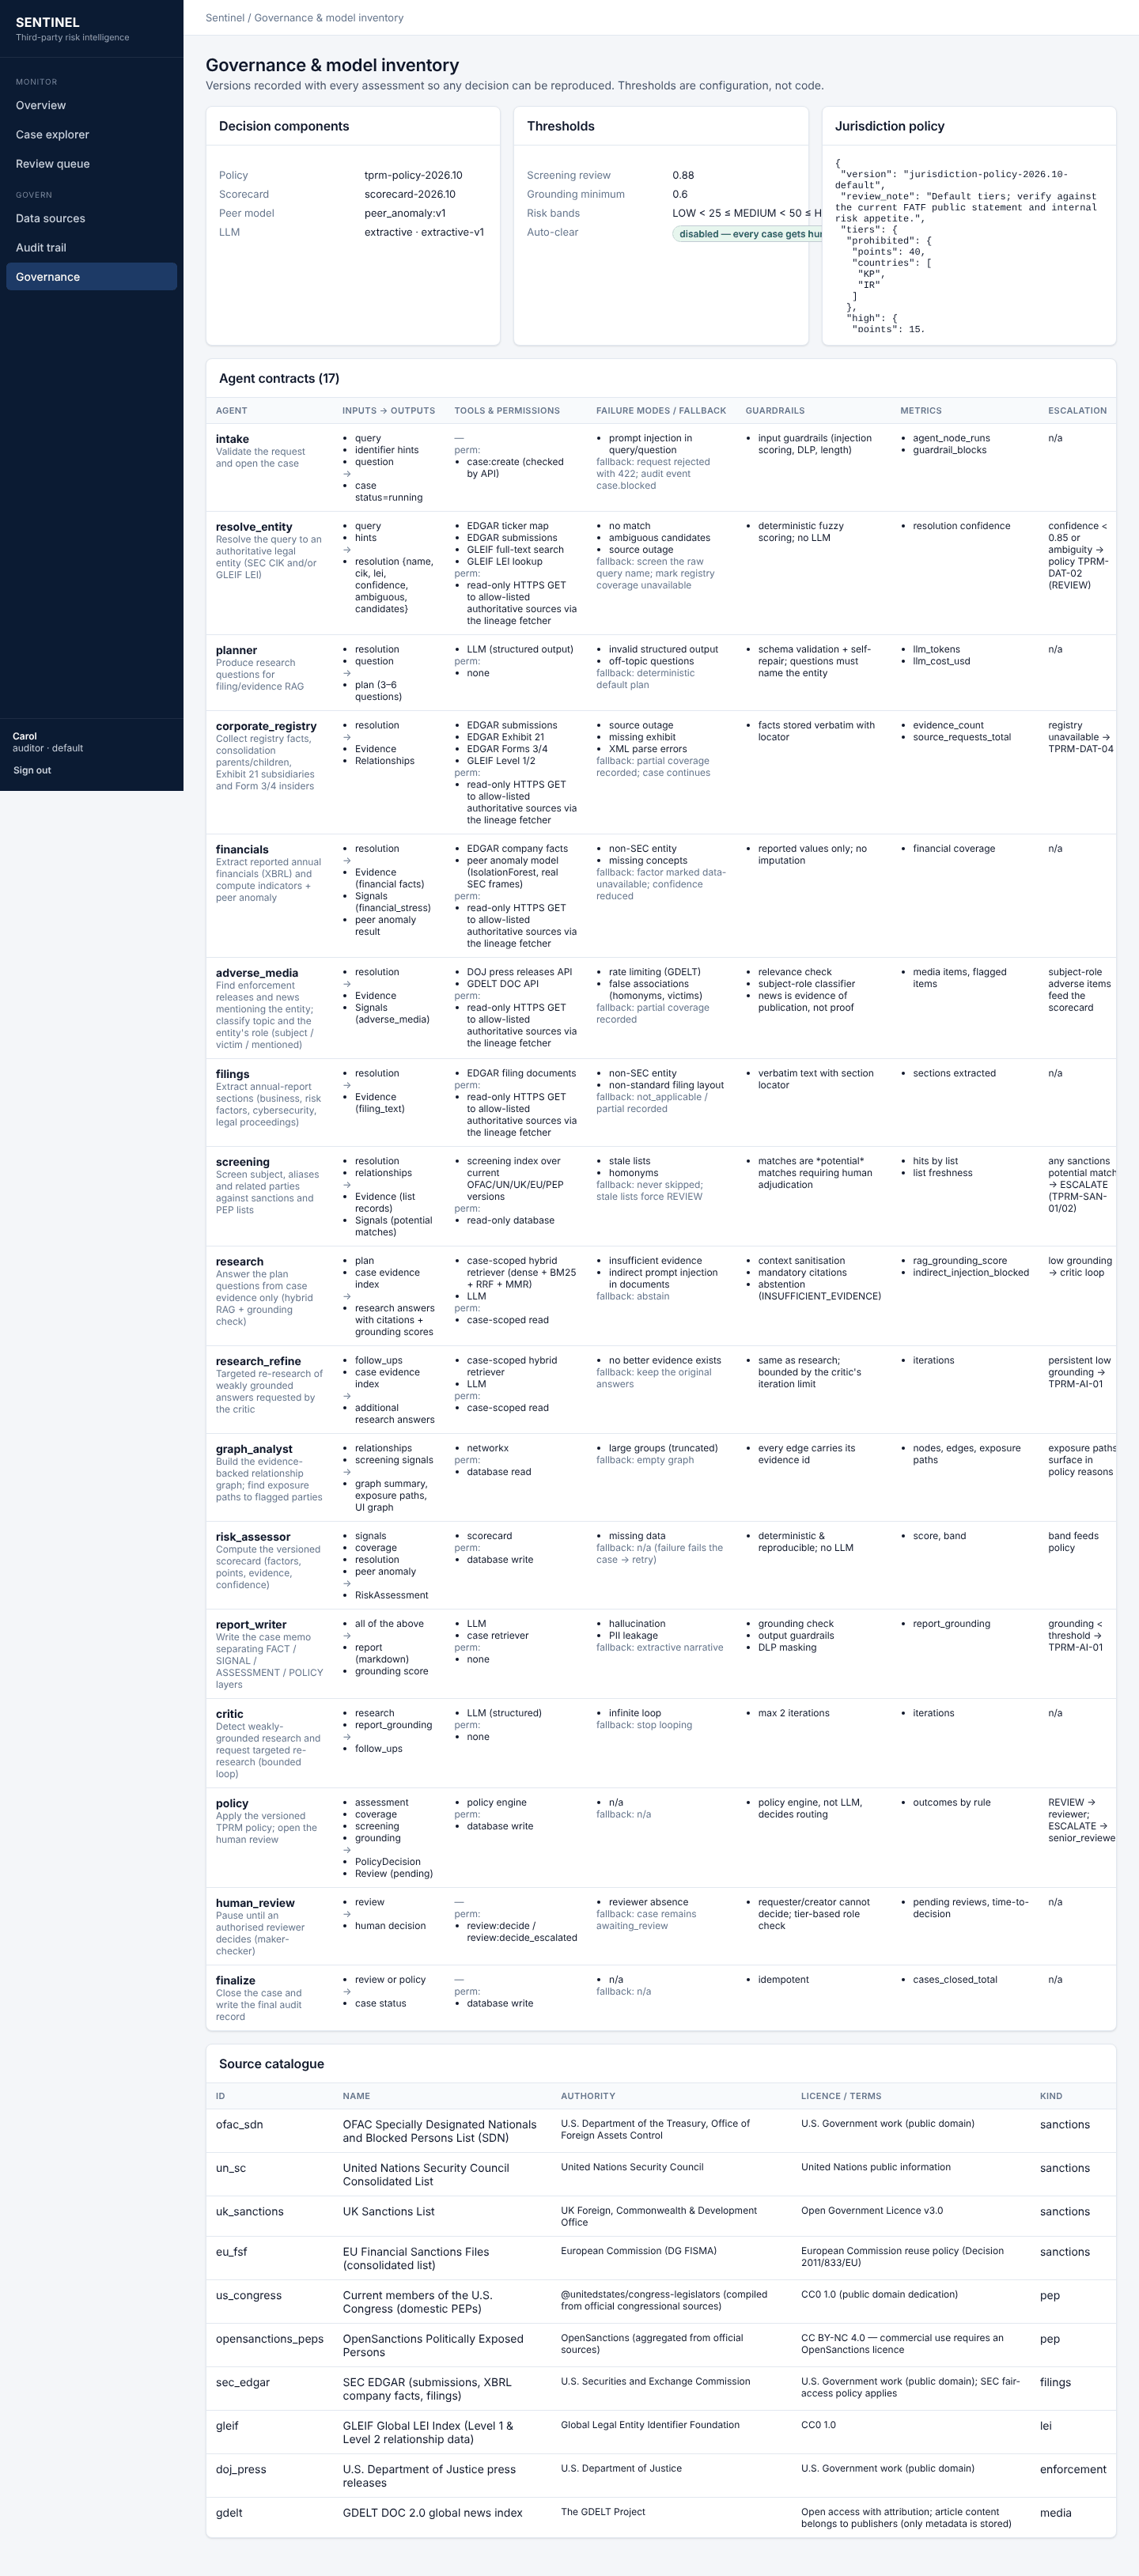 SENTINEL
Third-party risk intelligence
MONITOR
Overview
Case explorer
Review queue
GOVERN
Data sources
Audit trail
Governance
Carol
auditor · default
Sign out
Sentinel / Governance & model inventory
Governance & model inventory
Versions recorded with every assessment so any decision can be reproduced. Thresholds are configuration, not code.
Decision components
Policy tprm-policy-2026.10
Scorecard scorecard-2026.10
Peer model peer_anomaly:v1
LLM extractive · extractive-v1
Thresholds
Screening review 0.88
Grounding minimum 0.6
Risk bands LOW < 25 ≤ MEDIUM < 50 ≤ H
Auto-clear disabled — every case gets hu
Jurisdiction policy
{
"version": "jurisdiction-policy-2026.10-
default",
"review_note": "Default tiers; verify against
the current FATF public statement and internal
risk appetite.",
"tiers": {
"prohibited": {
"points": 40,
"countries": [
"KP",
"IR"
]
},
"high": {
"points": 15,
Agent contracts (17)
AGENT INPUTS → OUTPUTS TOOLS & PERMISSIONS FAILURE MODES / FALLBACK GUARDRAILS METRICS ESCALATION
intake
Validate the request
and open the case
• query
• identifier hints
• question
→
• case
status=running
—
perm:
• case:create (checked
by API)
• prompt injection in
query/question
fallback: request rejected
with 422; audit event
case.blocked
• input guardrails (injection
scoring, DLP, length)
• agent_node_runs
• guardrail_blocks
n/a
resolve_entity
Resolve the query to an
authoritative legal
entity (SEC CIK and/or
GLEIF LEI)
• query
• hints
→
• resolution {name,
cik, lei,
confidence,
ambiguous,
candidates}
• EDGAR ticker map
• EDGAR submissions
• GLEIF full-text search
• GLEIF LEI lookup
perm:
• read-only HTTPS GET
to allow-listed
authoritative sources via
the lineage fetcher
• no match
• ambiguous candidates
• source outage
fallback: screen the raw
query name; mark registry
coverage unavailable
• deterministic fuzzy
scoring; no LLM
• resolution confidence
confidence <
0.85 or
ambiguity →
policy TPRM-
DAT-02
(REVIEW)
planner
Produce research
questions for
filing/evidence RAG
• resolution
• question
→
• plan (3–6
questions)
• LLM (structured output)
perm:
• none
• invalid structured output
• off-topic questions
fallback: deterministic
default plan
• schema validation + self-
repair; questions must
name the entity
• llm_tokens
• llm_cost_usd
n/a
corporate_registry
Collect registry facts,
consolidation
parents/children,
Exhibit 21 subsidiaries
and Form 3/4 insiders
• resolution
→
• Evidence
• Relationships
• EDGAR submissions
• EDGAR Exhibit 21
• EDGAR Forms 3/4
• GLEIF Level 1/2
perm:
• read-only HTTPS GET
to allow-listed
authoritative sources via
the lineage fetcher
• source outage
• missing exhibit
• XML parse errors
fallback: partial coverage
recorded; case continues
• facts stored verbatim with
locator
• evidence_count
• source_requests_total
registry
unavailable →
TPRM-DAT-04
financials
Extract reported annual
financials (XBRL) and
compute indicators +
peer anomaly
• resolution
→
• Evidence
(financial facts)
• Signals
(financial_stress)
• peer anomaly
result
• EDGAR company facts
• peer anomaly model
(IsolationForest, real
SEC frames)
perm:
• read-only HTTPS GET
to allow-listed
authoritative sources via
the lineage fetcher
• non-SEC entity
• missing concepts
fallback: factor marked data-
unavailable; confidence
reduced
• reported values only; no
imputation
• financial coverage
n/a
adverse_media
Find enforcement
releases and news
mentioning the entity;
classify topic and the
entity's role (subject /
victim / mentioned)
• resolution
→
• Evidence
• Signals
(adverse_media)
• DOJ press releases API
• GDELT DOC API
perm:
• read-only HTTPS GET
to allow-listed
authoritative sources via
the lineage fetcher
• rate limiting (GDELT)
• false associations
(homonyms, victims)
fallback: partial coverage
recorded
• relevance check
• subject-role classifier
• news is evidence of
publication, not proof
• media items, flagged
items
subject-role
adverse items
feed the
scorecard
filings
Extract annual-report
sections (business, risk
factors, cybersecurity,
legal proceedings)
• resolution
→
• Evidence
(filing_text)
• EDGAR filing documents
perm:
• read-only HTTPS GET
to allow-listed
authoritative sources via
the lineage fetcher
• non-SEC entity
• non-standard filing layout
fallback: not_applicable /
partial recorded
• verbatim text with section
locator
• sections extracted
n/a
screening
Screen subject, aliases
and related parties
against sanctions and
PEP lists
• resolution
• relationships
→
• Evidence (list
records)
• Signals (potential
matches)
• screening index over
current
OFAC/UN/UK/EU/PEP
versions
perm:
• read-only database
• stale lists
• homonyms
fallback: never skipped;
stale lists force REVIEW
• matches are *potential*
matches requiring human
adjudication
• hits by list
• list freshness
any sanctions
potential match
→ ESCALATE
(TPRM-SAN-
01/02)
research
Answer the plan
questions from case
evidence only (hybrid
RAG + grounding
check)
• plan
• case evidence
index
→
• research answers
with citations +
grounding scores
• case-scoped hybrid
retriever (dense + BM25
+ RRF + MMR)
• LLM
perm:
• case-scoped read
• insufficient evidence
• indirect prompt injection
in documents
fallback: abstain
• context sanitisation
• mandatory citations
• abstention
(INSUFFICIENT_EVIDENCE)
• rag_grounding_score
• indirect_injection_blocked
low grounding
→ critic loop
research_refine
Targeted re-research of
weakly grounded
answers requested by
the critic
• follow_ups
• case evidence
index
→
• additional
research answers
• case-scoped hybrid
retriever
• LLM
perm:
• case-scoped read
• no better evidence exists
fallback: keep the original
answers
• same as research;
bounded by the critic's
iteration limit
• iterations
persistent low
grounding →
TPRM-AI-01
graph_analyst
Build the evidence-
backed relationship
graph; find exposure
paths to flagged parties
• relationships
• screening signals
→
• graph summary,
exposure paths,
UI graph
• networkx
perm:
• database read
• large groups (truncated)
fallback: empty graph
• every edge carries its
evidence id
• nodes, edges, exposure
paths
exposure paths
surface in
policy reasons
risk_assessor
Compute the versioned
scorecard (factors,
points, evidence,
confidence)
• signals
• coverage
• resolution
• peer anomaly
→
• RiskAssessment
• scorecard
perm:
• database write
• missing data
fallback: n/a (failure fails the
case → retry)
• deterministic &
reproducible; no LLM
• score, band
band feeds
policy
report_writer
Write the case memo
separating FACT /
SIGNAL /
ASSESSMENT / POLICY
layers
• all of the above
→
• report
(markdown)
• grounding score
• LLM
• case retriever
perm:
• none
• hallucination
• PII leakage
fallback: extractive narrative
• grounding check
• output guardrails
• DLP masking
• report_grounding
grounding <
threshold →
TPRM-AI-01
critic
Detect weakly-
grounded research and
request targeted re-
research (bounded
loop)
• research
• report_grounding
→
• follow_ups
• LLM (structured)
perm:
• none
• infinite loop
fallback: stop looping
• max 2 iterations
• iterations
n/a
policy
Apply the versioned
TPRM policy; open the
human review
• assessment
• coverage
• screening
• grounding
→
• PolicyDecision
• Review (pending)
• policy engine
perm:
• database write
• n/a
fallback: n/a
• policy engine, not LLM,
decides routing
• outcomes by rule
REVIEW →
reviewer;
ESCALATE →
senior_reviewe
human_review
Pause until an
authorised reviewer
decides (maker-
checker)
• review
→
• human decision
—
perm:
• review:decide /
review:decide_escalated
• reviewer absence
fallback: case remains
awaiting_review
• requester/creator cannot
decide; tier-based role
check
• pending reviews, time-to-
decision
n/a
finalize
Close the case and
write the final audit
record
• review or policy
→
• case status
—
perm:
• database write
• n/a
fallback: n/a
• idempotent
• cases_closed_total
n/a
Source catalogue
ID NAME AUTHORITY LICENCE / TERMS KIND
ofac_sdn
OFAC Specially Designated Nationals
and Blocked Persons List (SDN)
U.S. Department of the Treasury, Office of
Foreign Assets Control
U.S. Government work (public domain)
sanctions
un_sc
United Nations Security Council
Consolidated List
United Nations Security Council
United Nations public information
sanctions
uk_sanctions
UK Sanctions List
UK Foreign, Commonwealth & Development
Office
Open Government Licence v3.0
sanctions
eu_fsf
EU Financial Sanctions Files
(consolidated list)
European Commission (DG FISMA)
European Commission reuse policy (Decision
2011/833/EU)
sanctions
us_congress
Current members of the U.S.
Congress (domestic PEPs)
@unitedstates/congress-legislators (compiled
from official congressional sources)
CC0 1.0 (public domain dedication)
pep
opensanctions_peps
OpenSanctions Politically Exposed
Persons
OpenSanctions (aggregated from official
sources)
CC BY-NC 4.0 — commercial use requires an
OpenSanctions licence
pep
sec_edgar
SEC EDGAR (submissions, XBRL
company facts, filings)
U.S. Securities and Exchange Commission
U.S. Government work (public domain); SEC fair-
access policy applies
filings
gleif
GLEIF Global LEI Index (Level 1 &
Level 2 relationship data)
Global Legal Entity Identifier Foundation
CC0 1.0
lei
doj_press
U.S. Department of Justice press
releases
U.S. Department of Justice
U.S. Government work (public domain)
enforcement
gdelt
GDELT DOC 2.0 global news index
The GDELT Project
Open access with attribution; article content
belongs to publishers (only metadata is stored)
media